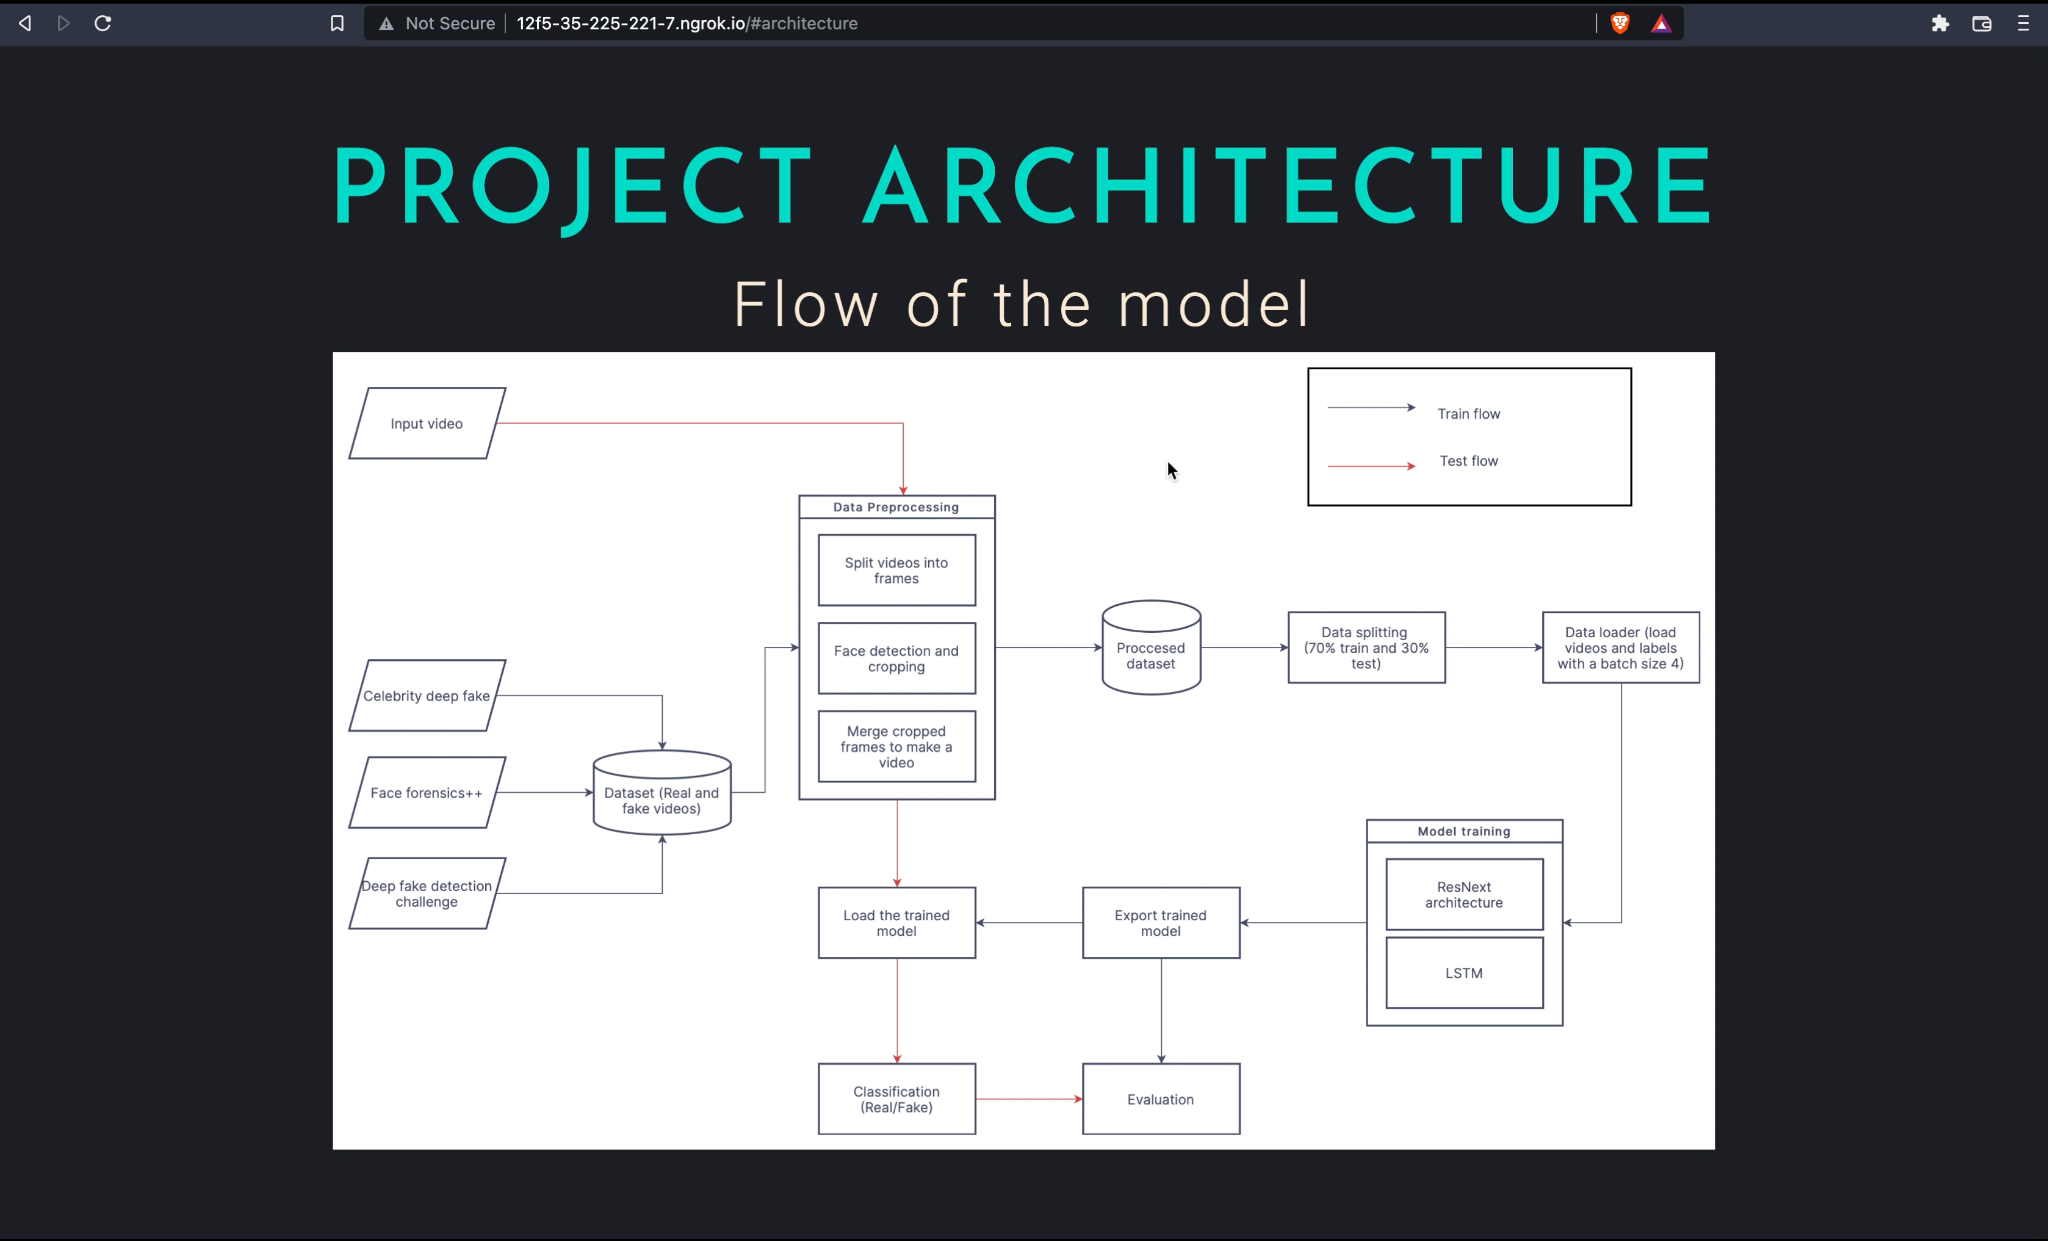 Not Secure
12f5-35-225-221-7.ngrok.io/#architecture
PROJECT ARCHITECTURE
Flow of the model
Input video
Train flow
Test flow
Data Preprocessing
Split videos into
frames
Face detection and
cropping
Merge cropped
frames to make a
video
Proccesed
dataset
Data splitting
(70% train and 30%
test)
Data loader (load
videos and labels
with a batch size 4)
Celebrity deep fake
Face forensics++
Deep fake detection
challenge
Dataset (Real and
fake videos)
Model training
ResNext
architecture
LSTM
Load the trained
model
Export trained
model
Classification
(Real/Fake)
Evaluation